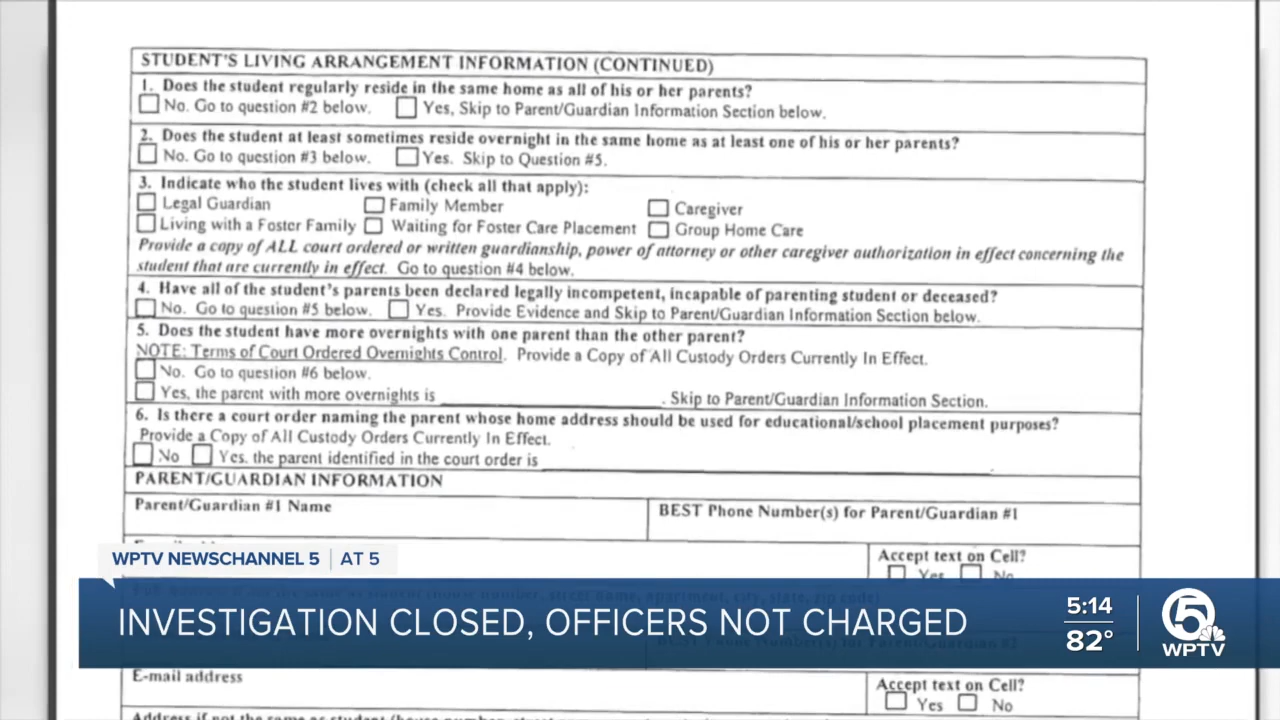 STUDENT'S LIVING ARRANGEMENT INFORMATION (CONTINUED)
1. Does the student regularly reside in the same home as all of his or her parents?
No. Go to question #2 below. Yes, Skip to Parent/Guardian Information Section below.
2. Does the student at least sometimes reside overnight in the same home as at least one of his or her parents?
No. Go to question #3 below. Yes. Skip to Question #5.
3. Indicate who the student lives with (check all that apply):
Legal Guardian Family Member Caregiver
Living with a Foster Family Waiting for Foster Care Placement Group Home Care
Provide a copy of ALL court ordered or written guardianship, power of attorney or other caregiver authorization in effect concerning the
student that are currently in effect. Go to question #4 below.
4. Have all of the student's parents been declared legally incompetent, incapable of parenting student or deceased?
No. Go to question #5 below. Yes. Provide Evidence and Skip to Parent/Guardian Information Section below.
5. Does the student have more overnights with one parent than the other parent?
NOTE: Terms of Court Ordered Overnights Control. Provide a Copy of All Custody Orders Currently In Effect.
No. Go to question #6 below.
Yes, the parent with more overnights is . Skip to Parent/Guardian Information Section.
6. Is there a court order naming the parent whose home address should be used for educational/school placement purposes?
Provide a Copy of All Custody Orders Currently In Effect.
No Yes. the parent identified in the court order is
PARENT/GUARDIAN INFORMATION
Parent/Guardian #1 Name BEST Phone Number(s) for Parent/Guardian #1
Accept text on Cell?
Yes No
WPTV NEWSCHANNEL 5 AT 5
INVESTIGATION CLOSED, OFFICERS NOT CHARGED
5:14
82°
5
WPTV
E-mail address Accept text on Cell?
Yes No